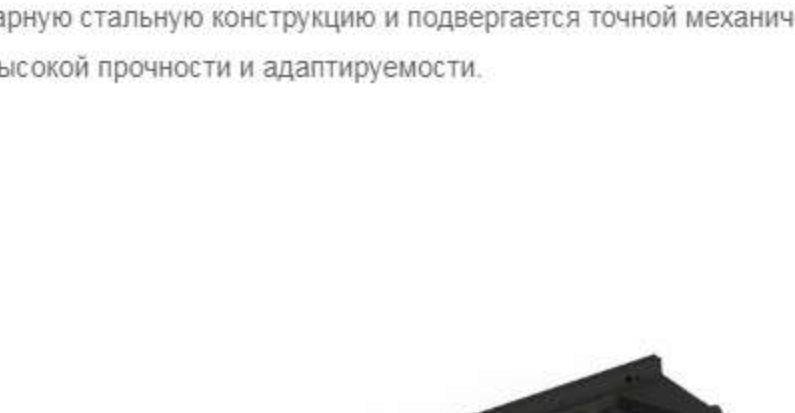 арную стальную конструкцию и подвергается точной механич
ысокой прочности и адаптируемости.